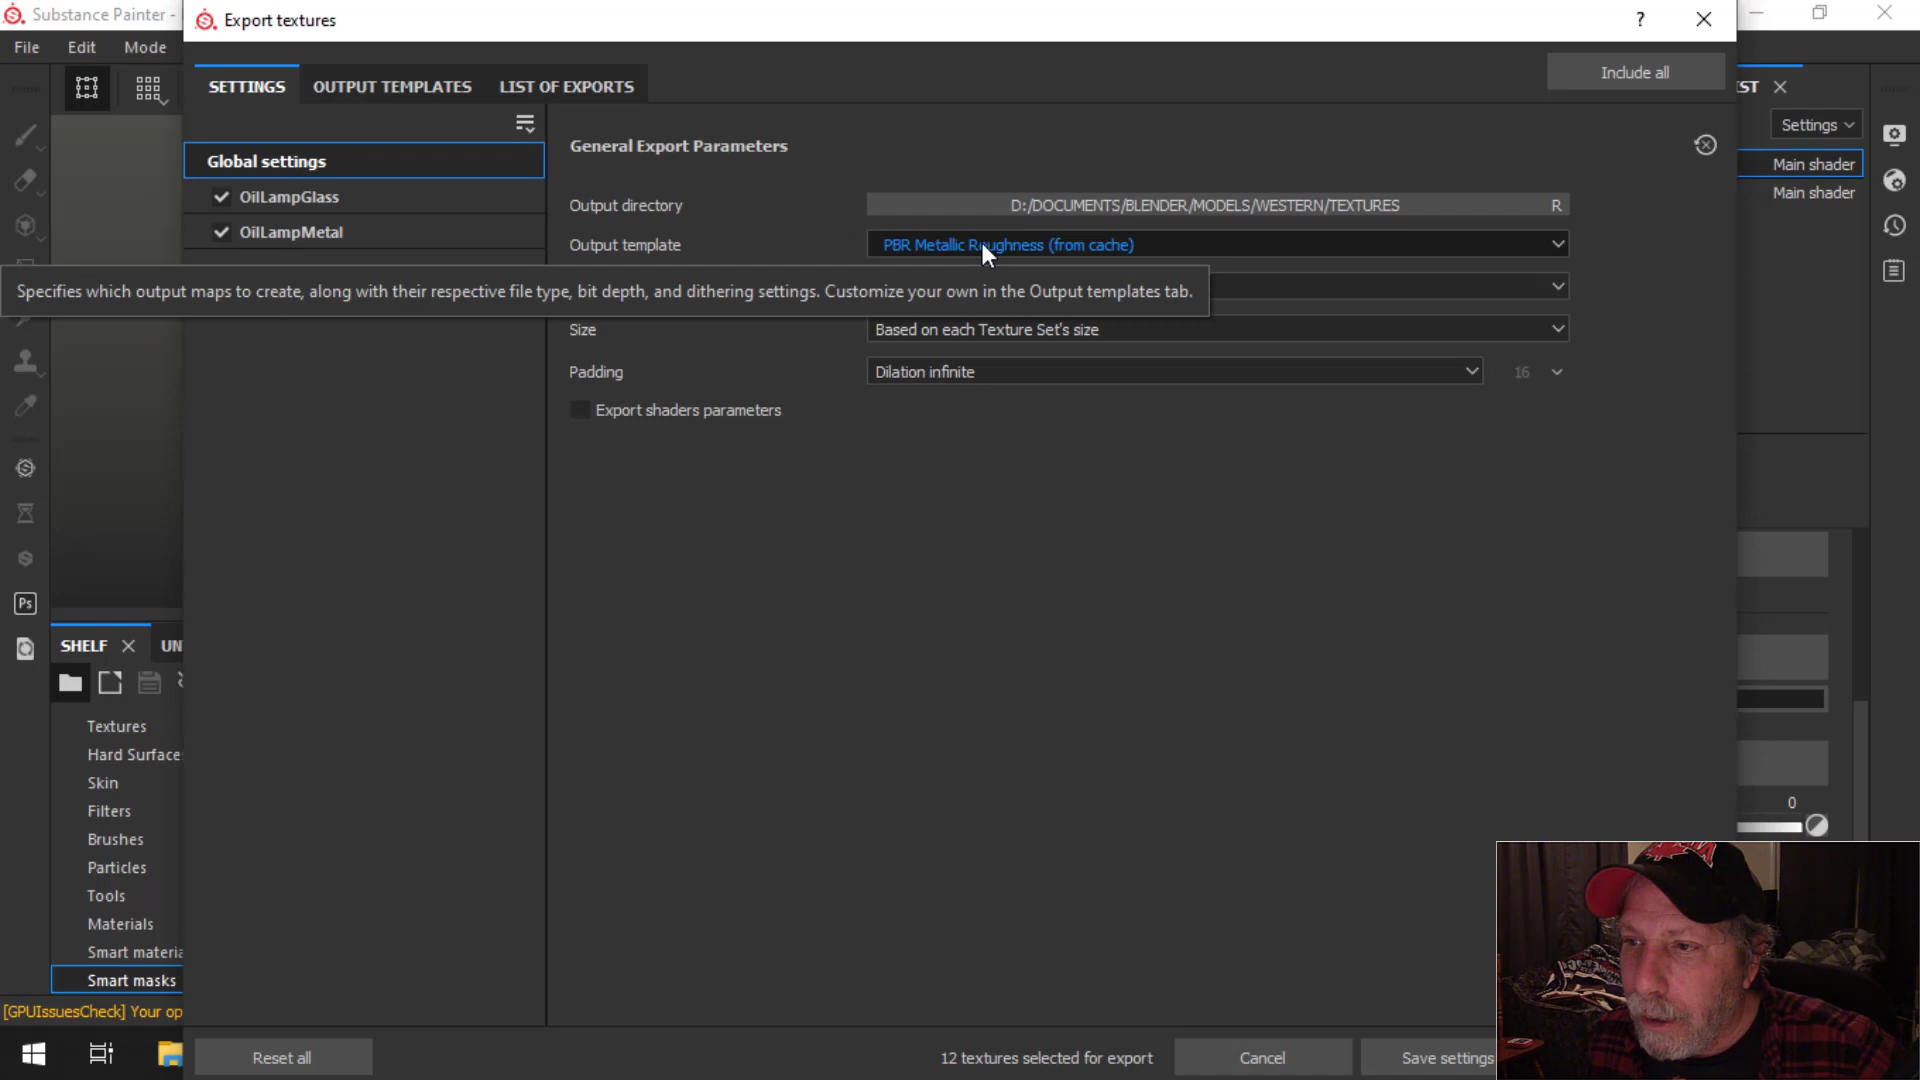 Substance Painter -
Export textures
?
File
Edit
Mode
SETTINGS
OUTPUT TEMPLATES
LIST OF EXPORTS
Include all
ST
Settings
Global settings
General Export Parameters
Main shader
OilLampGlass
Output directory
D:/DOCUMENTS/BLENDER/MODELS/WESTERN/TEXTURES
R
Main shader
OilLampMetal
Output template
PBR Metallic Roughness (from cache)
Specifies which output maps to create, along with their respective file type, bit depth, and dithering settings. Customize your own in the Output templates tab.
Size
Based on each Texture Set's size
Padding
Dilation infinite
16
Export shaders parameters
Ps
SHELF
UN
Textures
Hard Surface
Skin
Filters
0
Brushes
Particles
Tools
Materials
Smart materia
Smart masks
[GPUIssuesCheck] Your op
Reset all
12 textures selected for export
Cancel
Save settings